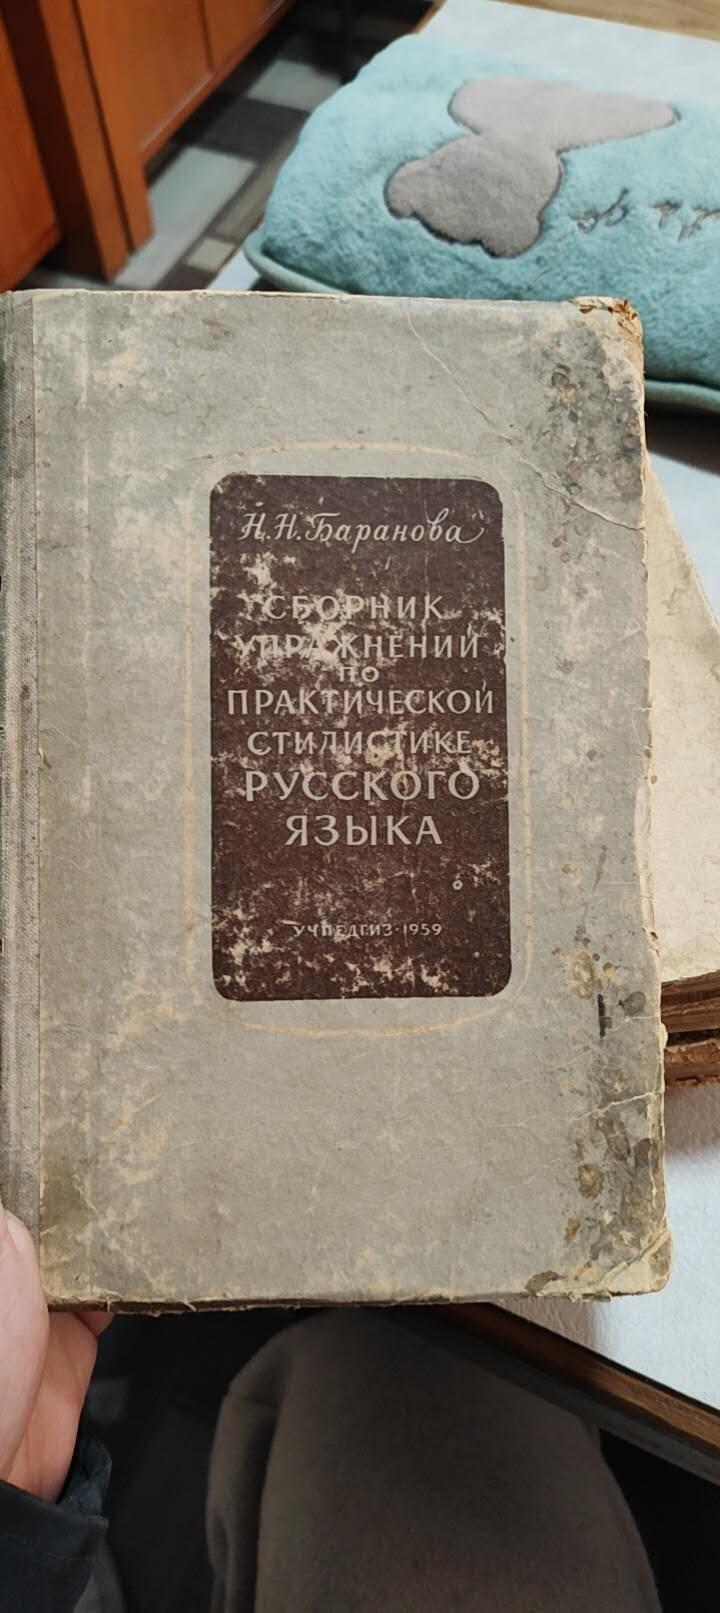 Н. Н. Баранова
СБОРНИК
УПРАЖНЕНИЙ
ПО
ПРАКТИЧЕСКОЙ
СТИЛИСТИКЕ
РУССКОГО
ЯЗЫКА
УЧПЕДГИЗ · 1959